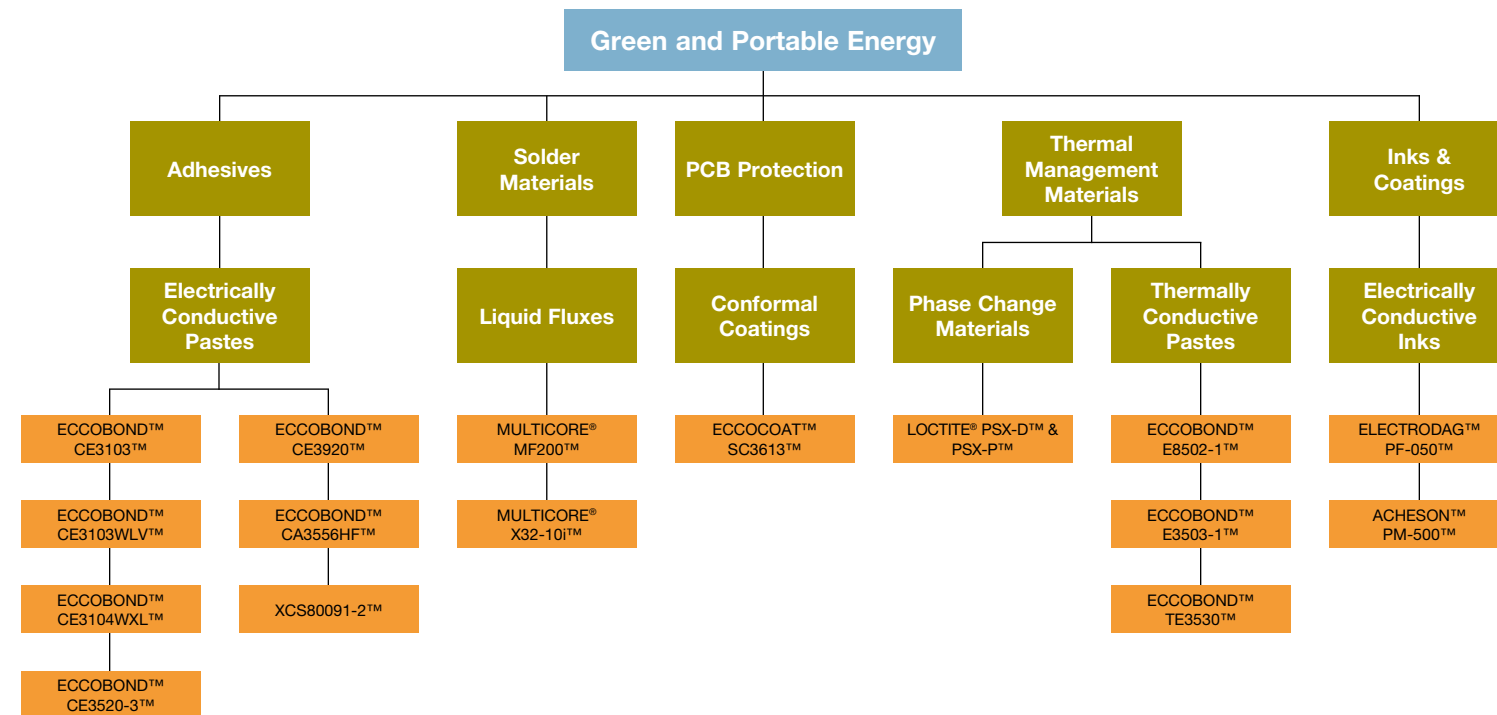 Green and Portable Energy
Adhesives
Solder
Materials
PCB Protection
Thermal
Management
Materials
Inks &
Coatings
Electrically
Conductive
Pastes
Liquid Fluxes
Conformal
Coatings
Phase Change
Materials
Thermally
Conductive
Pastes
Electrically
Conductive
Inks
ECCOBOND™
CE3103™
ECCOBOND™
CE3920™
MULTICORE®
MF200™
ECCOCOAT™
SC3613™
LOCTITE® PSX-D™ &
PSX-P™
ECCOBOND™
E8502-1™
ELECTRODAG™
PF-050™
ECCOBOND™
CE3103WLV™
ECCOBOND™
CA3556HF™
MULTICORE®
X32-10i™
ECCOBOND™
E3503-1™
ACHESON™
PM-500™
ECCOBOND™
CE3104WXL™
XCS80091-2™
ECCOBOND™
TE3530™
ECCOBOND™
CE3520-3™